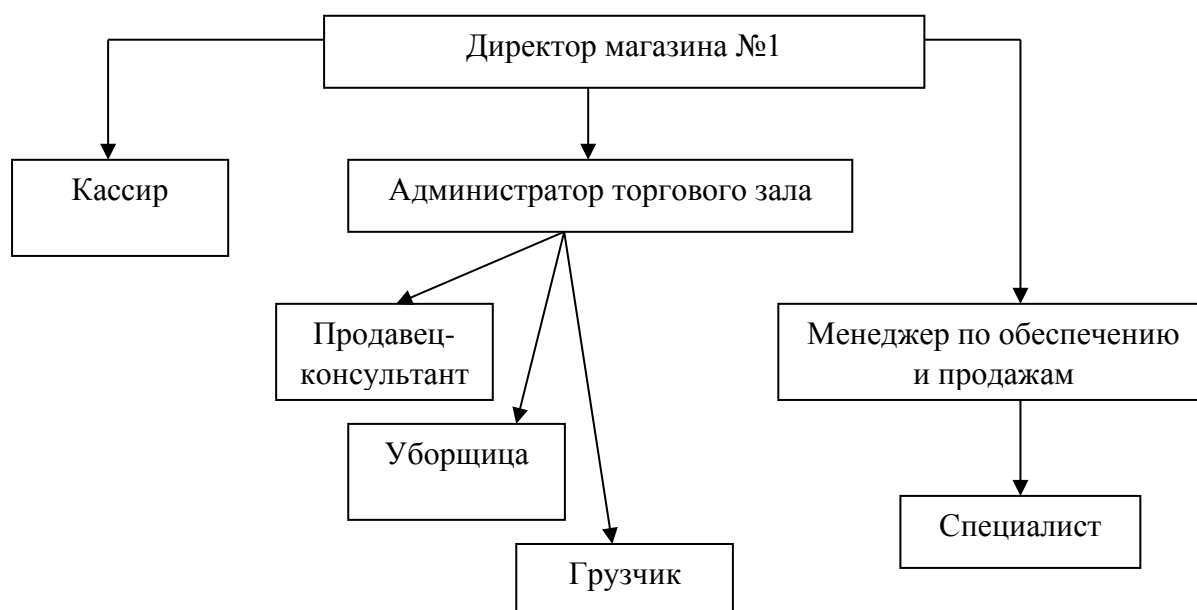 Директор магазина №1
Кассир
Администратор торгового зала
Продавец-
консультант
Менеджер по обеспечению
и продажам
Уборщица
Специалист
Грузчик